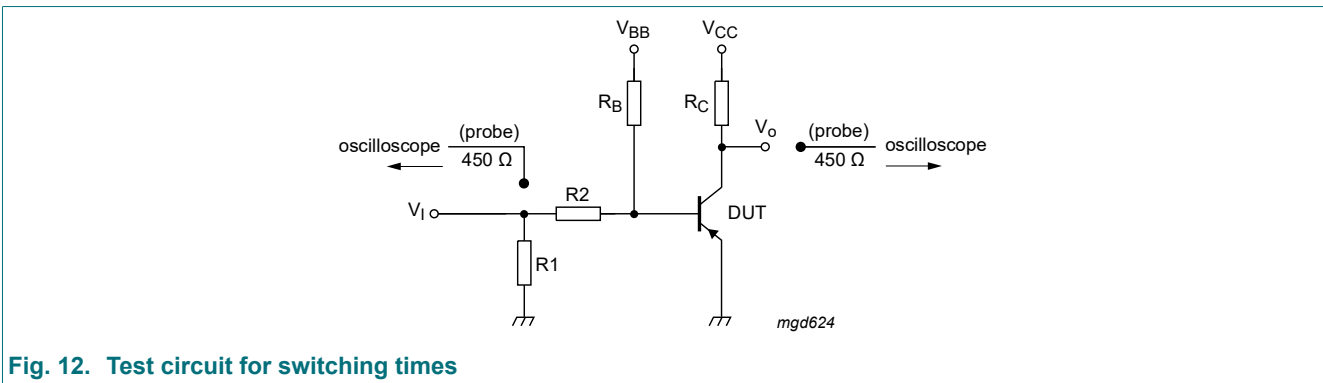 V_BB V_CC
R_B R_C
V_o
oscilloscope (probe) 450 Ω
(probe) 450 Ω oscilloscope
R2
V_I
DUT
R1
mgd624
Fig. 12. Test circuit for switching times